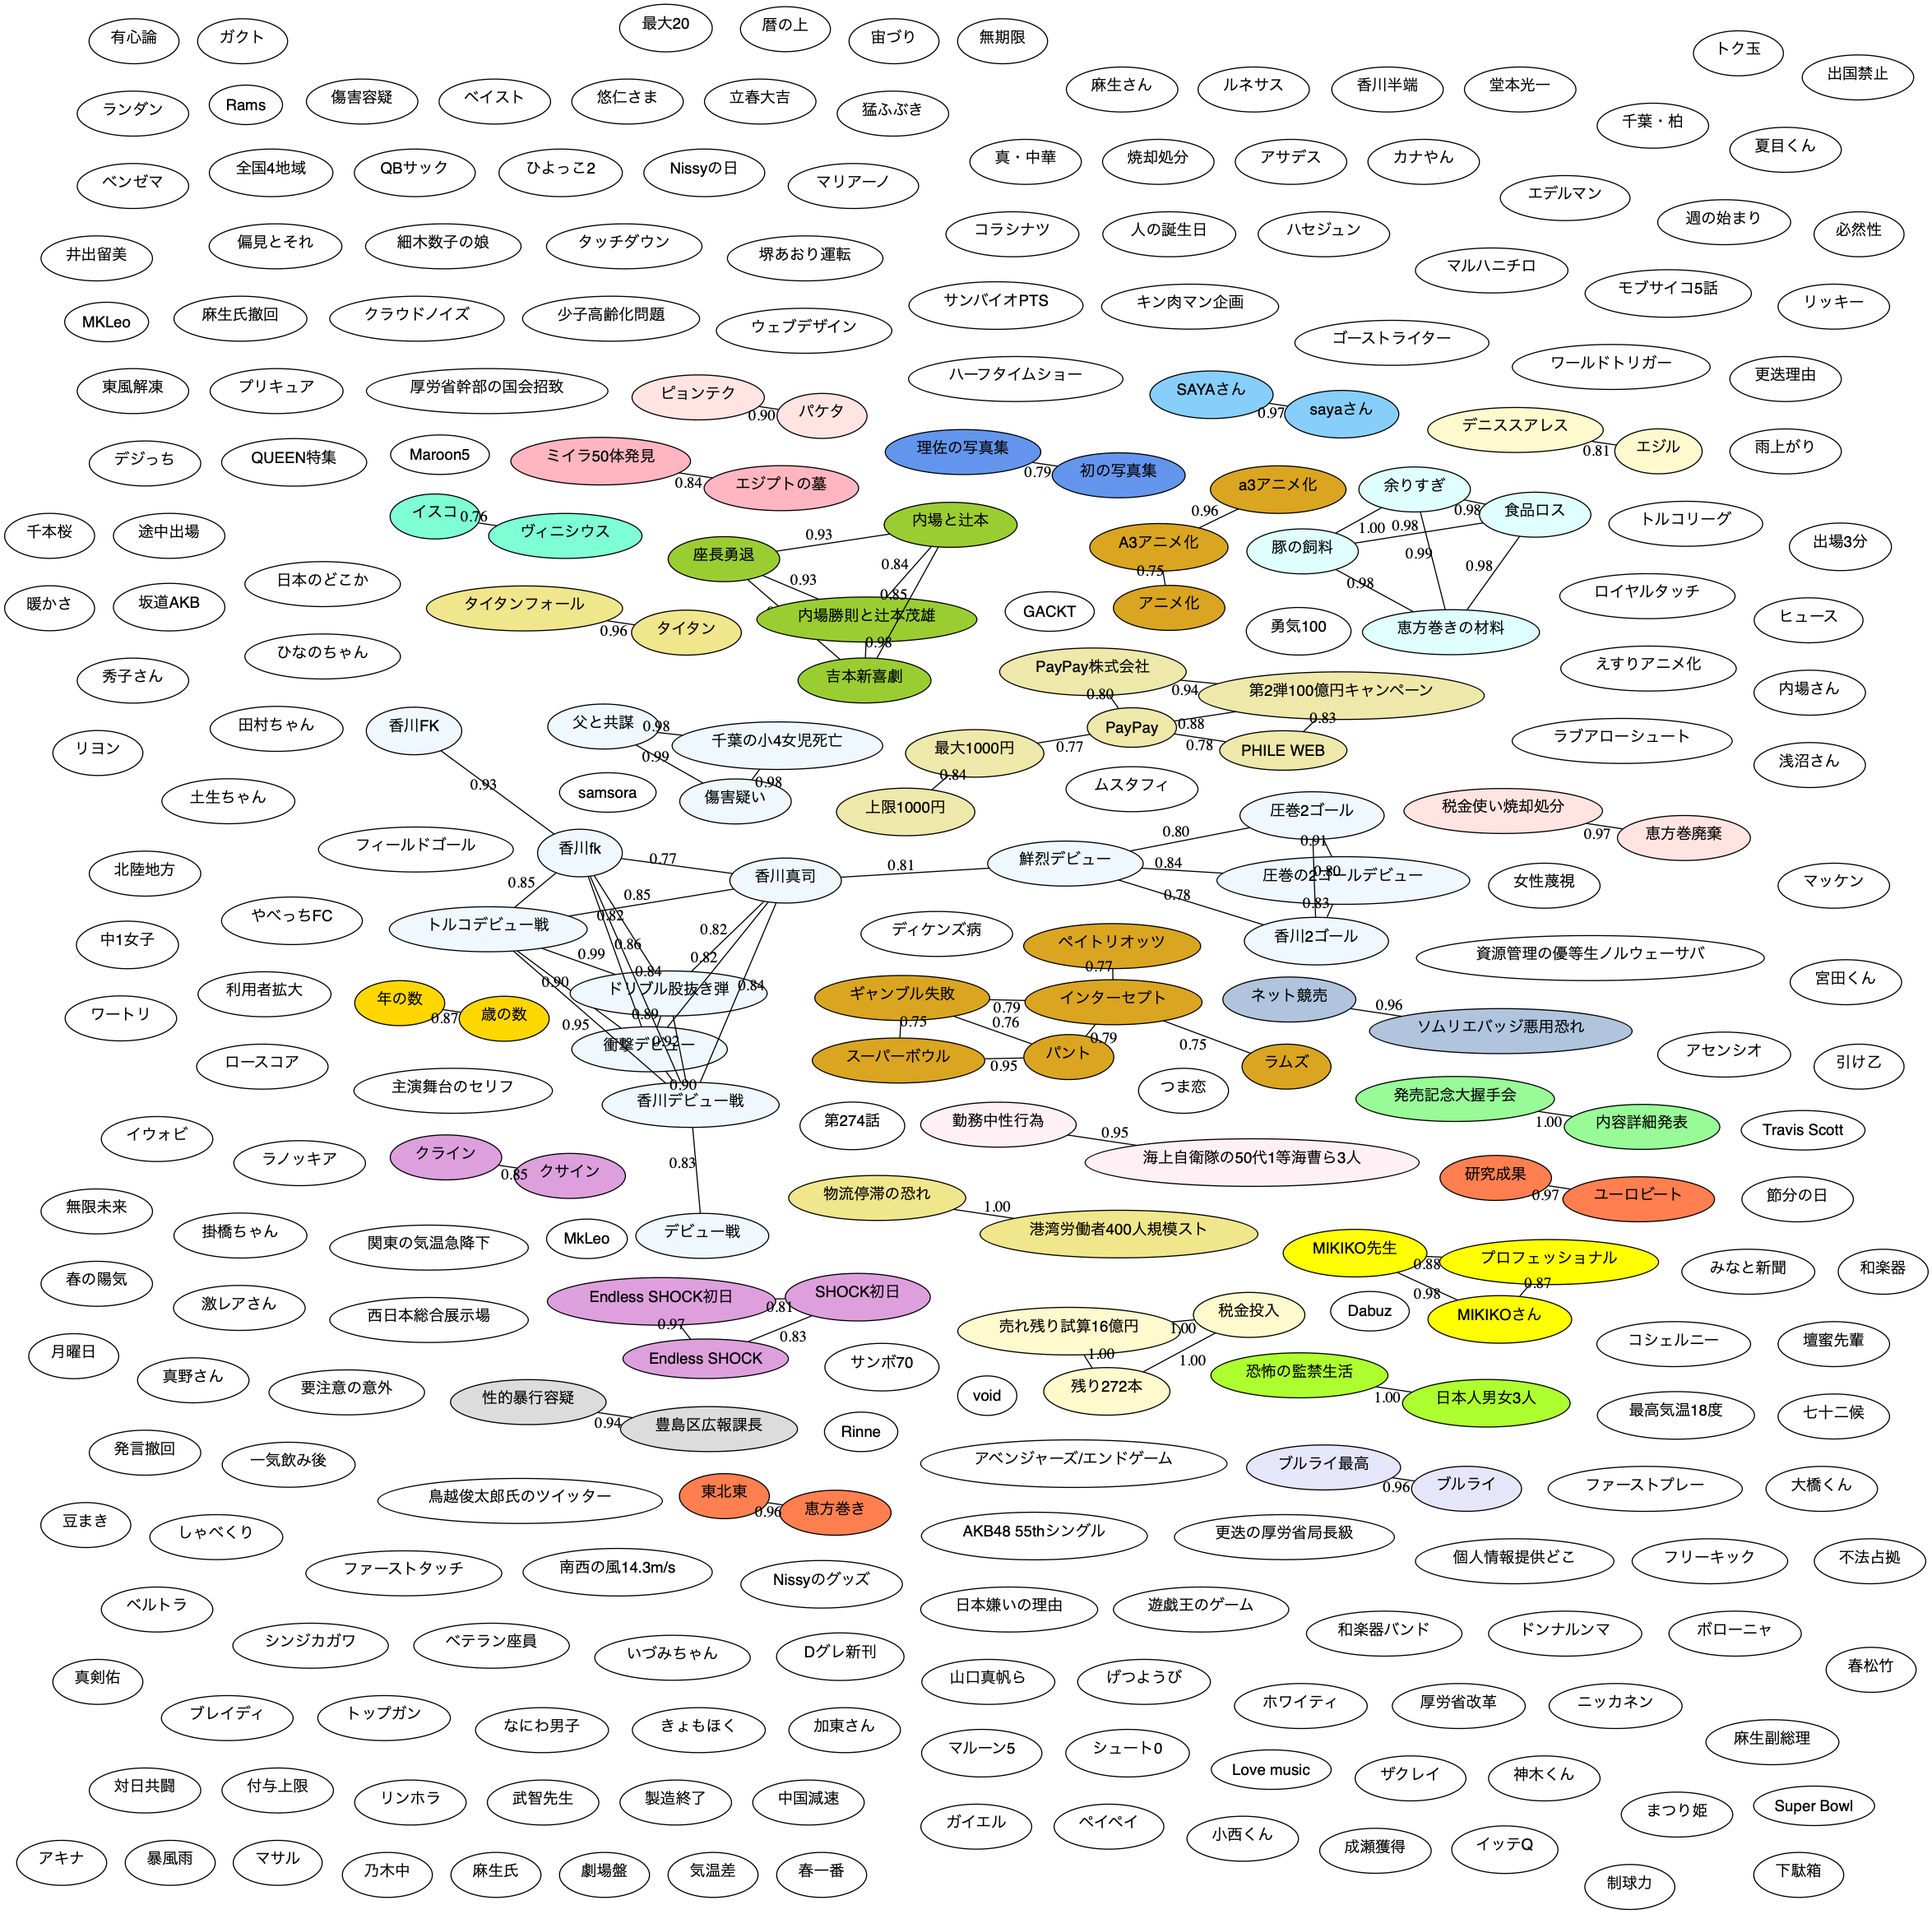 有心論
ガクト
最大20
暦の上
宙づり
無期限
トク玉
出国禁止
ランダン
Rams
傷害容疑
ベイスト
悠仁さま
立春大吉
猛ふぶき
麻生さん
ルネサス
香川半端
堂本光一
千葉・柏
夏目くん
ベンゼマ
全国4地域
QBサック
ひよっこ2
Nissyの日
マリアーノ
真・中華
焼却処分
アサデス
カナやん
エデルマン
週の始まり
必然性
井出留美
偏見とそれ
細木数子の娘
タッチダウン
堺あおり運転
コラシナツ
人の誕生日
ハセジュン
マルハニチロ
モブサイコ5話
リッキー
MKLeo
麻生氏撤回
クラウドノイズ
少子高齢化問題
ウェブデザイン
サンバイオPTS
キン肉マン企画
ゴーストライター
ワールドトリガー
更迭理由
東風解凍
プリキュア
厚労省幹部の国会招致
ピョンテク
0.90
パケタ
ハーフタイムショー
SAYAさん
0.97
sayaさん
デニススアレス
0.81
エジル
雨上がり
デジっち
QUEEN特集
Maroon5
ミイラ50体発見
0.84
エジプトの墓
理佐の写真集
0.79
初の写真集
a3アニメ化
0.96
A3アニメ化
0.75
アニメ化
余りすぎ
0.98
食品ロス
1.00
0.98
豚の飼料
0.99
0.98
0.98
恵方巻きの材料
トルコリーグ
出場3分
千本桜
途中出場
イスコ
0.76
ヴィニシウス
座長勇退
0.93
内場と辻本
0.93
0.84
0.85
内場勝則と辻本茂雄
0.98
吉本新喜劇
暖かさ
坂道AKB
日本のどこか
タイタンフォール
0.96
タイタン
GACKT
勇気100
ロイヤルタッチ
ヒュース
秀子さん
ひなのちゃん
えすりアニメ化
内場さん
PayPay株式会社
0.94
第2弾100億円キャンペーン
0.80
0.88
0.83
PayPay
0.78
PHILE WEB
0.77
最大1000円
0.84
上限1000円
リヨン
田村ちゃん
香川FK
父と共謀
0.98
千葉の小4女児死亡
0.99
0.98
傷害疑い
ラブアローシュート
浅沼さん
土生ちゃん
samsora
ムスタフィ
0.93
圧巻2ゴール
税金使い焼却処分
0.97
恵方巻廃棄
北陸地方
フィールドゴール
香川fk
0.77
香川真司
0.81
鮮烈デビュー
0.80
0.91
0.84
0.80
圧巻の2ゴールデビュー
0.78
0.83
香川2ゴール
女性蔑視
マッケン
中1女子
やべっちFC
0.85
0.85
トルコデビュー戦
0.82
0.82
0.86
0.82
0.99
0.84
0.84
0.90
ドリブル股抜き弾
0.89
0.95
0.92
衝撃デビュー
0.90
香川デビュー戦
0.83
デビュー戦
ディケンズ病
ペイトリオッツ
0.77
ギャンブル失敗
0.79
インターセプト
0.75
0.76
0.79
スーパーボウル
0.95
パント
0.75
ラムズ
ネット競売
0.96
ソムリエバッジ悪用恐れ
資源管理の優等生ノルウェーサバ
宮田くん
ワートリ
利用者拡大
年の数
0.87
歳の数
ロースコア
主演舞台のセリフ
つま恋
アセンシオ
引け乙
イウォビ
ラノッキア
クライン
0.85
クサイン
第274話
勤務中性行為
0.95
海上自衛隊の50代1等海曹ら3人
発売記念大握手会
1.00
内容詳細発表
Travis Scott
無限未来
掛橋ちゃん
関東の気温急降下
MkLeo
物流停滞の恐れ
1.00
港湾労働者400人規模スト
研究成果
0.97
ユーロビート
節分の日
春の陽気
激レアさん
西日本総合展示場
Endless SHOCK初日
0.81
SHOCK初日
0.97
0.83
Endless SHOCK
MIKIKO先生
0.88
プロフェッショナル
0.98
0.87
MIKIKOさん
みなと新聞
和楽器
月曜日
真野さん
要注意の意外
サンボ70
売れ残り試算16億円
1.00
税金投入
1.00
1.00
残り272本
Dabuz
コシェルニー
壇蜜先輩
void
恐怖の監禁生活
1.00
日本人男女3人
最高気温18度
七十二候
発言撤回
一気飲み後
性的暴行容疑
0.94
豊島区広報課長
Rinne
アベンジャーズ/エンドゲーム
ブルライ最高
0.96
ブルライ
ファーストプレー
大橋くん
豆まき
しゃべくり
鳥越俊太郎氏のツイッター
東北東
0.96
恵方巻き
AKB48 55thシングル
更迭の厚労省局長級
個人情報提供どこ
フリーキック
不法占拠
ベルトラ
ファーストタッチ
南西の風14.3m/s
Nissyのグッズ
日本嫌いの理由
遊戯王のゲーム
和楽器バンド
ドンナルンマ
ボローニャ
春松竹
真剣佑
シンジカガワ
ベテラン座員
いづみちゃん
Dグレ新刊
山口真帆ら
げつようび
ホワイティ
厚労省改革
ニッカネン
麻生副総理
ブレイディ
トップガン
なにわ男子
きょもほく
加東さん
マルーン5
シュート0
Love music
ザクレイ
神木くん
まつり姫
Super Bowl
対日共闘
付与上限
リンホラ
武智先生
製造終了
中国減速
ガイエル
ペイペイ
小西くん
成瀬獲得
イッテQ
制球力
下駄箱
アキナ
暴風雨
マサル
乃木中
麻生氏
劇場盤
気温差
春一番